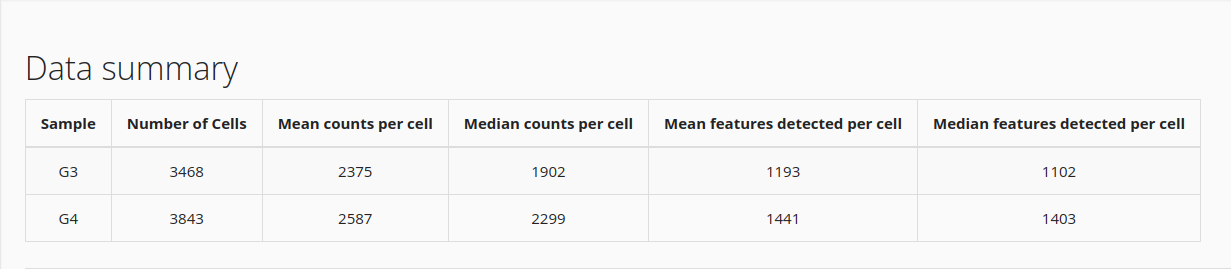 Data summary
Sample Number of Cells Mean counts per cell Median counts per cell Mean features detected per cell Median features detected per cell
G3 3468 2375 1902 1193 1102
G4 3843 2587 2299 1441 1403